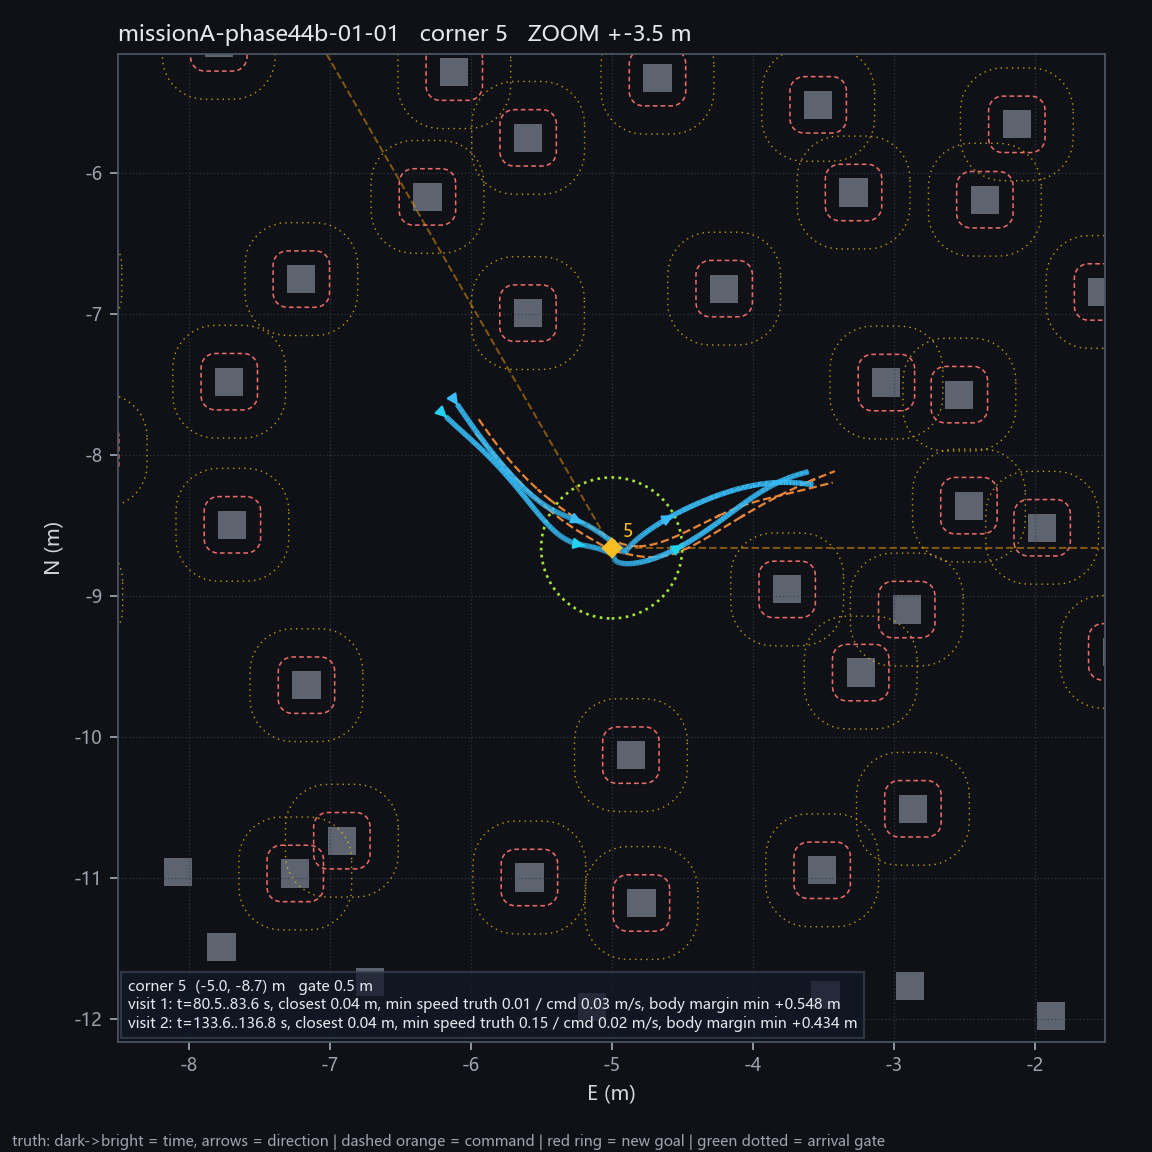 missionA-phase44b-01-01   corner 5   ZOOM +-3.5 m
-6
-7
-8
-9
-10
-11
-12
N (m)
5
corner 5  (-5.0, -8.7) m   gate 0.5 m
visit 1: t=80.5..83.6 s, closest 0.04 m, min speed truth 0.01 / cmd 0.03 m/s, body margin min +0.548 m
visit 2: t=133.6..136.8 s, closest 0.04 m, min speed truth 0.15 / cmd 0.02 m/s, body margin min +0.434 m
-8 -7 -6 -5 -4 -3 -2
E (m)
truth: dark->bright = time, arrows = direction | dashed orange = command | red ring = new goal | green dotted = arrival gate